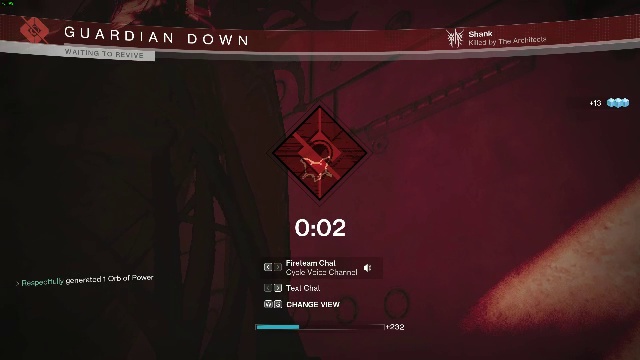 GUARDIAN DOWN
WAITING TO REVIVE
Shank
Killed by The Architects
+13
0:02
Fireteam Chat
Cycle Voice Channel
Text Chat
CHANGE VIEW
> Respectfully generated 1 Orb of Power
+232